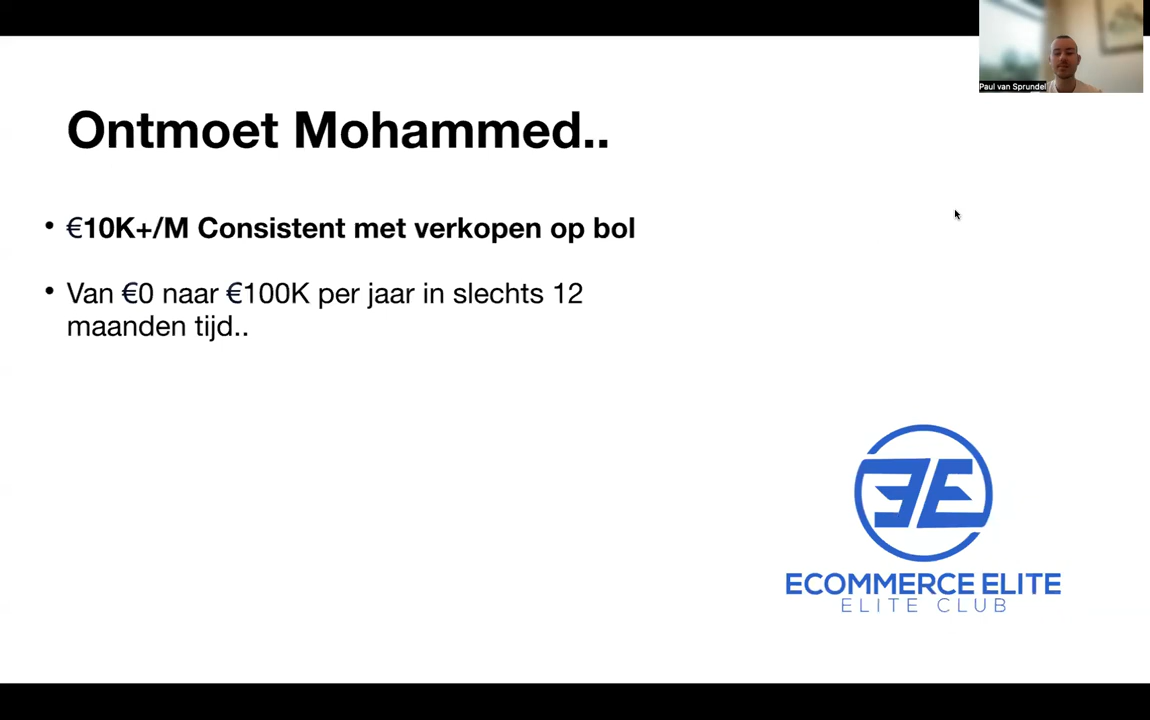 Paul van Sprundel
Ontmoet Mohammed..
• €10K+/M Consistent met verkopen op bol
• Van €0 naar €100K per jaar in slechts 12
maanden tijd..
ECOMMERCE ELITE
ELITE CLUB